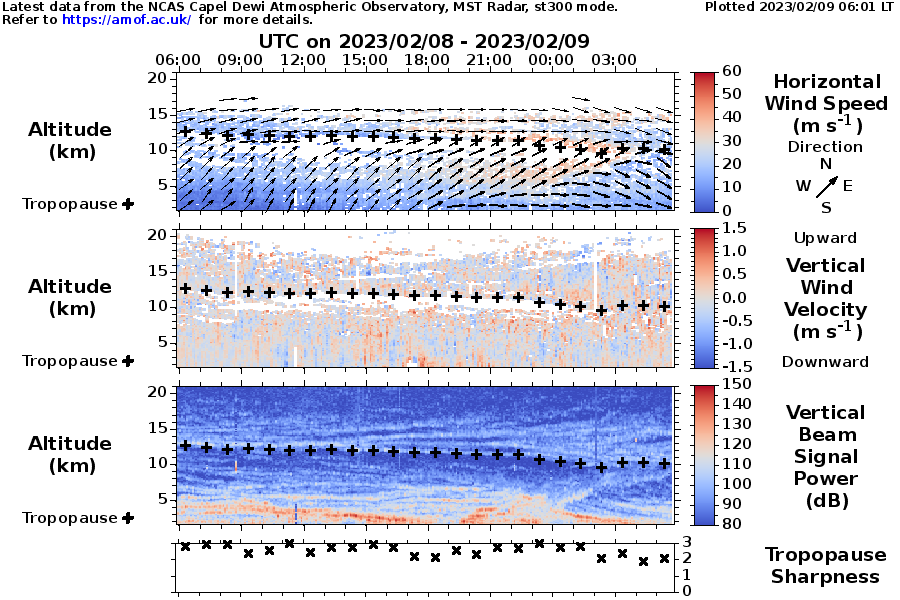 Latest data from the NCAS Capel Dewi Atmospheric Observatory, MST Radar, st300 mode.
Plotted 2023/02/09 06:01 LT
Refer to https://amof.ac.uk/ for more details.
UTC on 2023/02/08 - 2023/02/09
06:00 09:00 12:00 15:00 18:00 21:00 00:00 03:00
Altitude
(km)
Tropopause
20
15
10
5
60
50
40
30
20
10
0
Horizontal
Wind Speed
(m s-1)
Direction
N
W E
S
Altitude
(km)
Tropopause
20
15
10
5
1.5
1.0
0.5
0.0
-0.5
-1.0
-1.5
Upward
Vertical
Wind
Velocity
(m s-1)
Downward
Altitude
(km)
Tropopause
20
15
10
5
150
140
130
120
110
100
90
80
Vertical
Beam
Signal
Power
(dB)
3
2
1
0
Tropopause
Sharpness